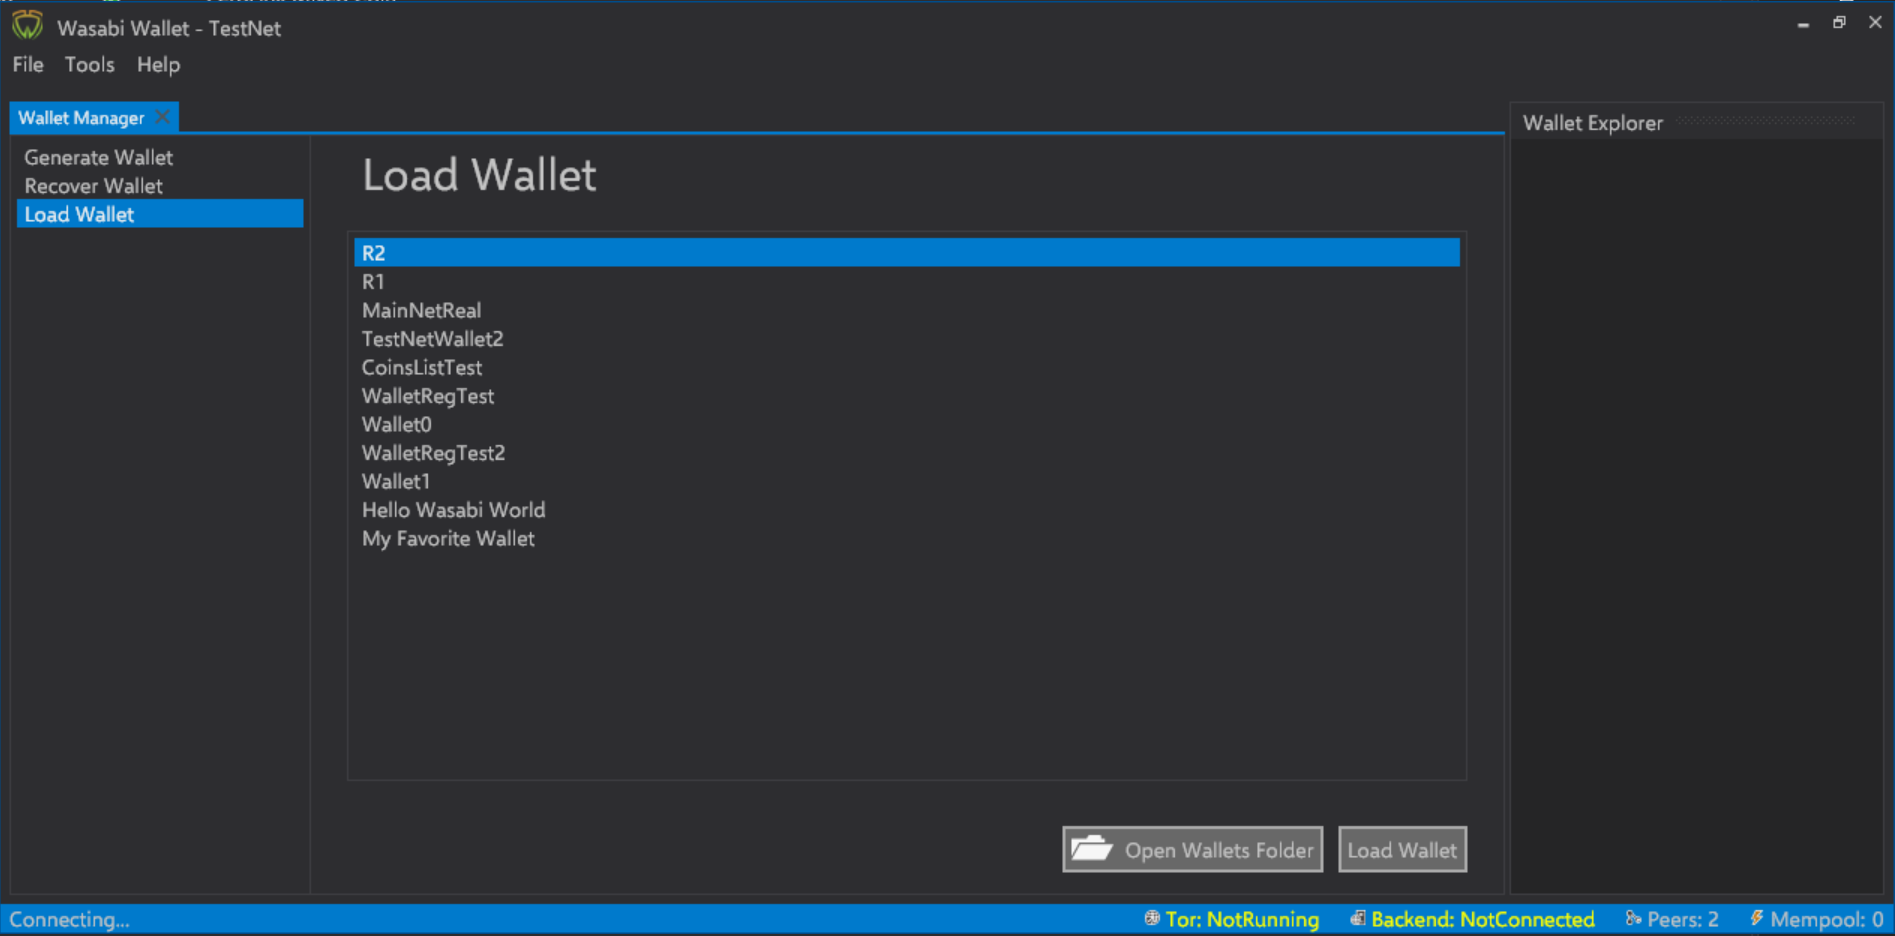 Wasabi Wallet - TestNet
File Tools Help
Wallet Manager
Generate Wallet
Recover Wallet
Load Wallet
Load Wallet
R2
R1
MainNetReal
TestNetWallet2
CoinsListTest
WalletRegTest
Wallet0
WalletRegTest2
Wallet1
Hello Wasabi World
My Favorite Wallet
Open Wallets Folder
Load Wallet
Wallet Explorer
Connecting...
Tor: NotRunning
Backend: NotConnected
Peers: 2
Mempool: 0